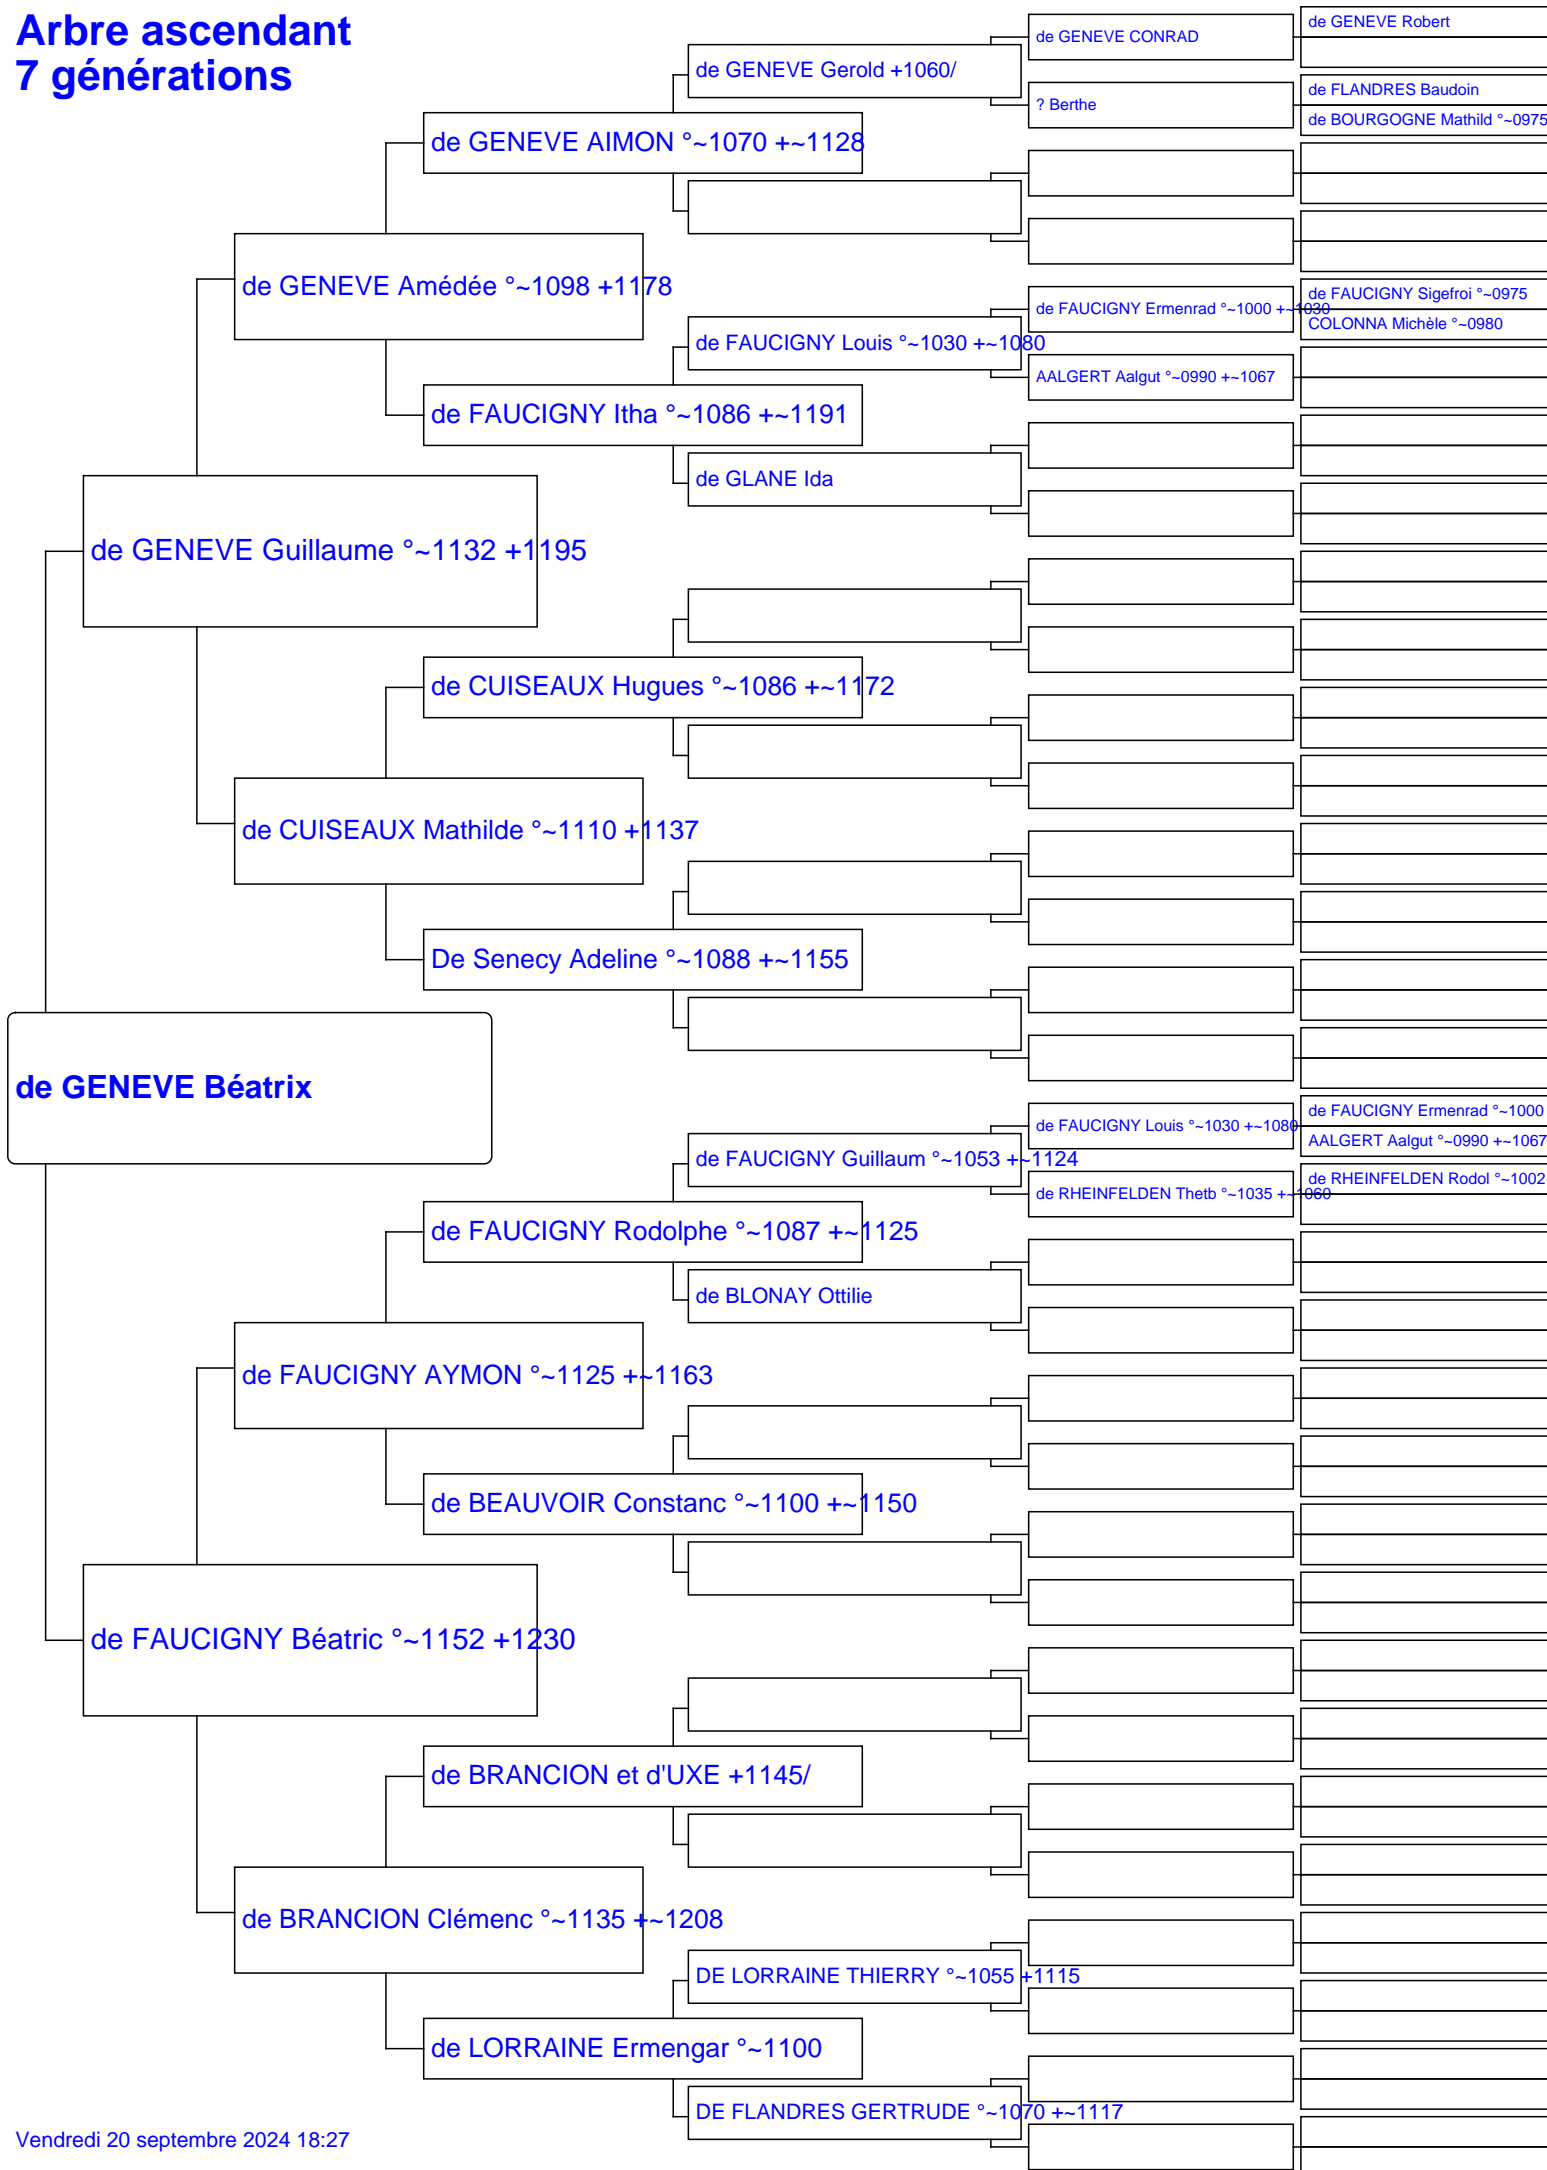 Arbre ascendant
7 générations
de GENEVE Robert
de GENEVE CONRAD
de GENEVE Gerold +1060/
de FLANDRES Baudoin
? Berthe
de BOURGOGNE Mathild °~0975
de GENEVE AIMON °~1070 +~1128
de GENEVE Amédée °~1098 +1178
de FAUCIGNY Sigefroi °~0975
de FAUCIGNY Ermenrad °~1000 +~1030
COLONNA Michèle °~0980
de FAUCIGNY Louis °~1030 +~1080
AALGERT Aalgut °~0990 +~1067
de FAUCIGNY Itha °~1086 +~1191
de GLANE Ida
de GENEVE Guillaume °~1132 +1195
de CUISEAUX Hugues °~1086 +~1172
de CUISEAUX Mathilde °~1110 +1137
De Senecy Adeline °~1088 +~1155
de GENEVE Béatrix
de FAUCIGNY Ermenrad °~1000
de FAUCIGNY Louis °~1030 +~1080
AALGERT Aalgut °~0990 +~1067
de FAUCIGNY Guillaum °~1053 +~1124
de RHEINFELDEN Rodol °~1002
de RHEINFELDEN Thetb °~1035 +~1060
de FAUCIGNY Rodolphe °~1087 +~1125
de BLONAY Ottilie
de FAUCIGNY AYMON °~1125 +~1163
de BEAUVOIR Constanc °~1100 +~1150
de FAUCIGNY Béatric °~1152 +1230
de BRANCION et d'UXE +1145/
de BRANCION Clémenc °~1135 +~1208
DE LORRAINE THIERRY °~1055 +1115
de LORRAINE Ermengar °~1100
DE FLANDRES GERTRUDE °~1070 +~1117
Vendredi 20 septembre 2024 18:27